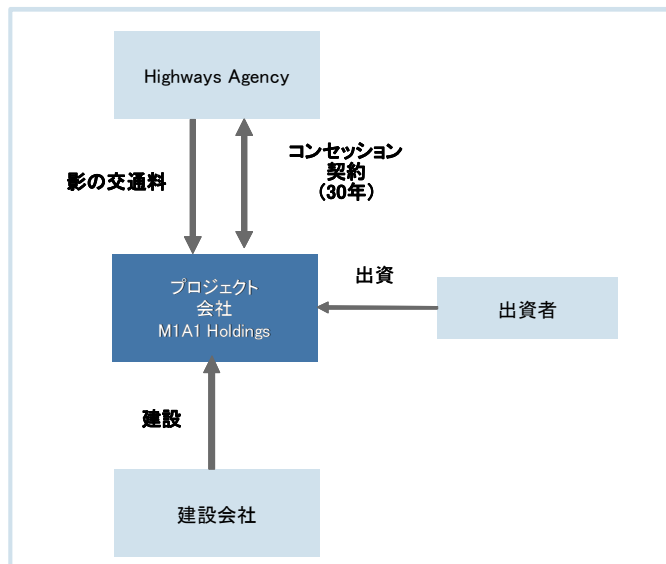 Highways Agency
影の交通料
コンセッション
契約
（30年）
プロジェクト
会社
M1A1 Holdings
出資
出資者
建設
建設会社